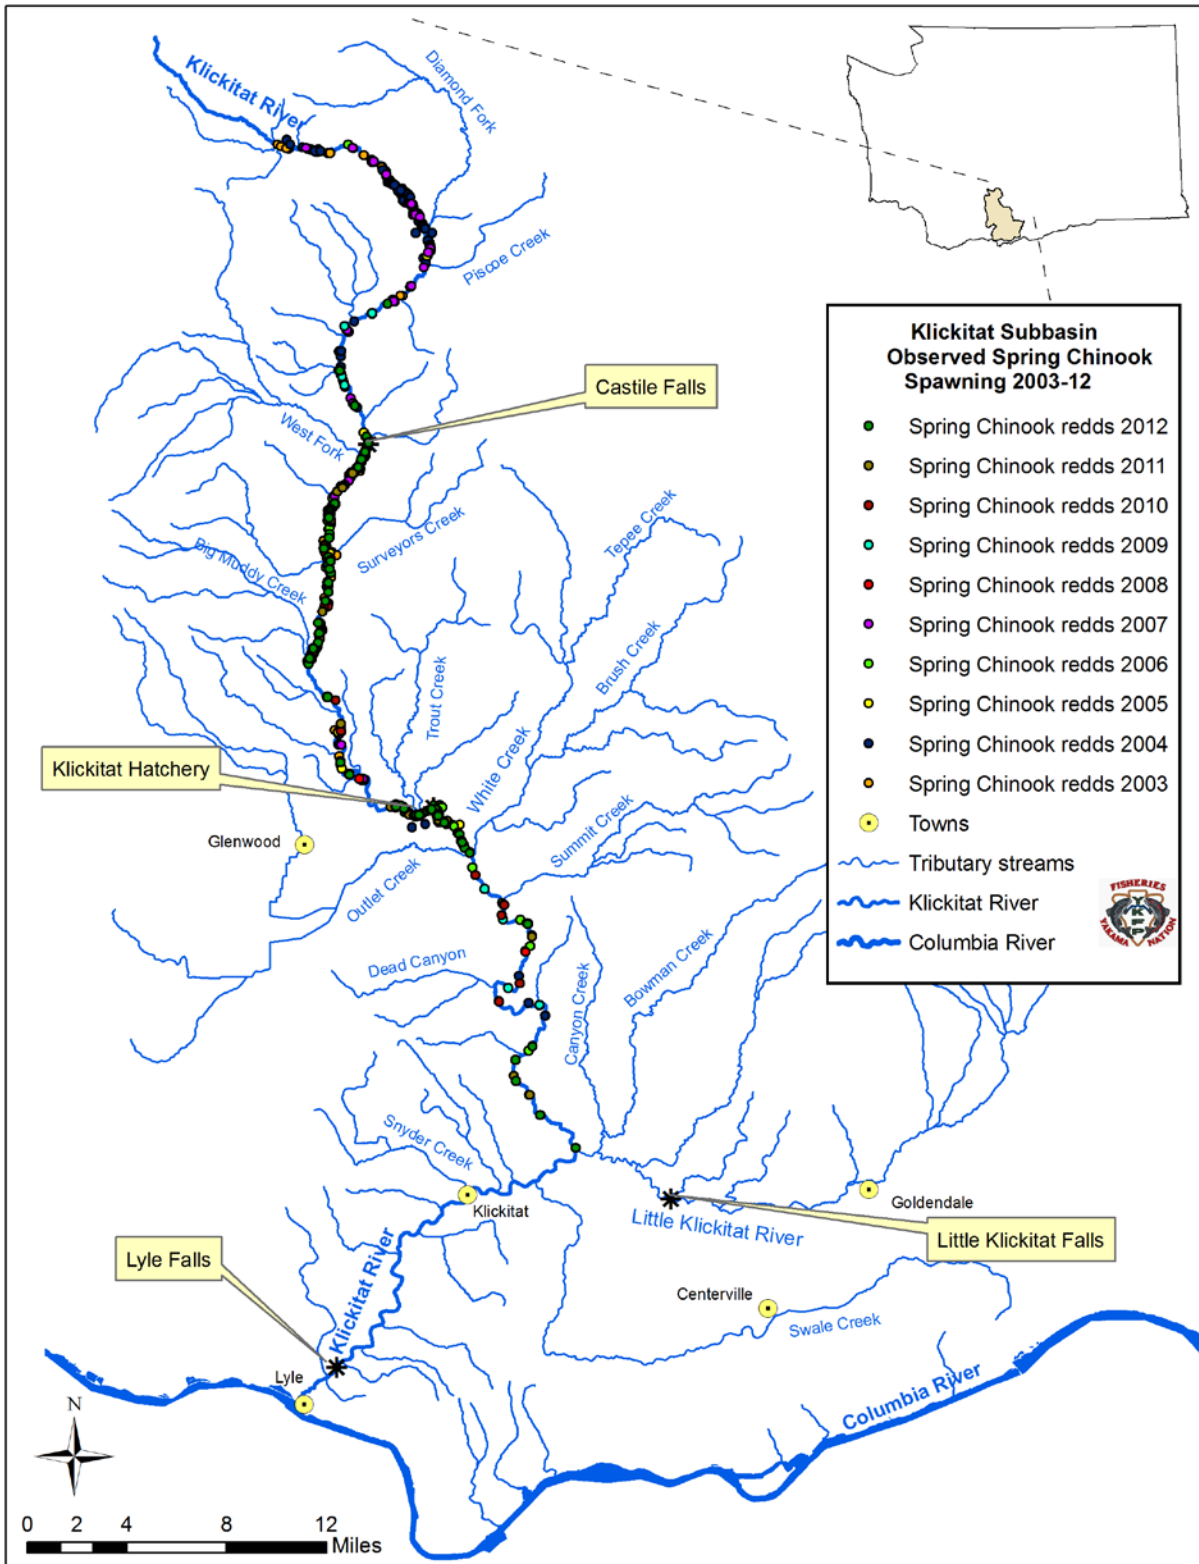 Klickitat River
Diamond Fork
Piscoe Creek
Castile Falls
West Fork
Surveyors Creek
Big Muddy Creek
Tepee Creek
Brush Creek
Trout Creek
White Creek
Klickitat Hatchery
Glenwood
Summit Creek
Outlet Creek
Dead Canyon
Canyon Creek
Bowman Creek
Snyder Creek
Klickitat
Goldendale
Little Klickitat River
Little Klickitat Falls
Lyle Falls
Klickitat River
Centerville
Swale Creek
Lyle
Columbia River
N
0 2 4 8 12
Miles
Klickitat Subbasin
Observed Spring Chinook
Spawning 2003-12
Spring Chinook redds 2012
Spring Chinook redds 2011
Spring Chinook redds 2010
Spring Chinook redds 2009
Spring Chinook redds 2008
Spring Chinook redds 2007
Spring Chinook redds 2006
Spring Chinook redds 2005
Spring Chinook redds 2004
Spring Chinook redds 2003
Towns
Tributary streams
Klickitat River
Columbia River
FISHERIES
YKFP
YAKAMA NATION